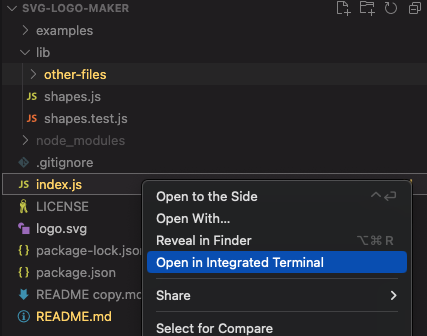 SVG-LOGO-MAKER
examples
lib
other-files
JS shapes.js
JS shapes.test.js
node_modules
.gitignore
JS index.js
LICENSE
Open to the Side ^↩
Open With...
logo.svg
Reveal in Finder ⌥⌘R
{} package-lock.json
Open in Integrated Terminal
{} package.json
README copy.md
Share
README.md
Select for Compare